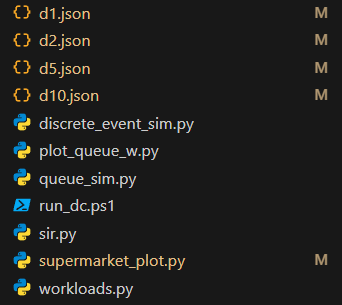 {} d1.json M
{} d2.json M
{} d5.json M
{} d10.json M
discrete_event_sim.py
plot_queue_w.py
queue_sim.py
run_dc.ps1
sir.py
supermarket_plot.py M
workloads.py